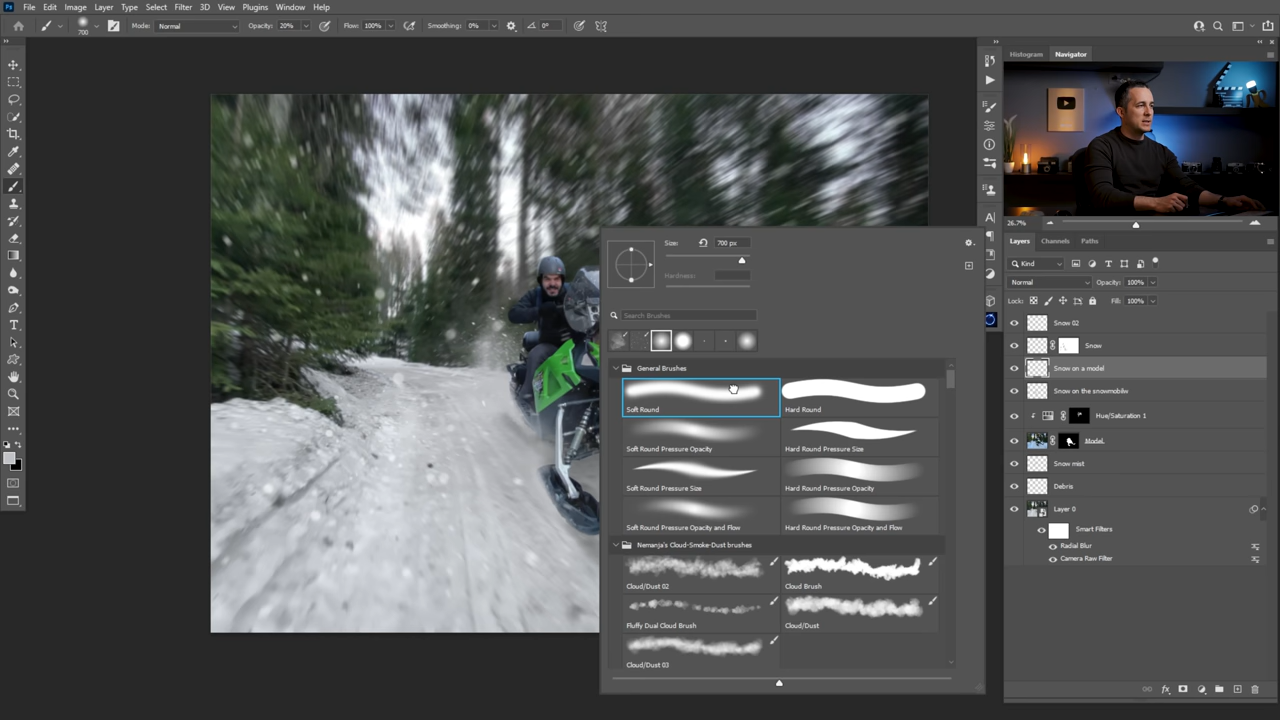 Ps File Edit Image Layer Type Select Filter 3D View Plugins Window Help
700 Mode: Normal Opacity: 20% Flow: 100% Smoothing: 0% 0°
Histogram Navigator
26.7%
Layers Channels Paths
Kind
Normal Opacity: 100%
Lock: Fill: 100%
Snow 02
Snow
Snow on a model
Snow on the snowmobilw
Hue/Saturation 1
Model.
Snow mist
Debris
Layer 0
Smart Filters
Radial Blur
Camera Raw Filter
Size: 700 px
Hardness:
Search Brushes
General Brushes
Soft Round Hard Round
Soft Round Pressure Opacity Hard Round Pressure Size
Soft Round Pressure Size Hard Round Pressure Opacity
Soft Round Pressure Opacity and Flow Hard Round Pressure Opacity and Flow
Nemanja's Cloud-Smoke-Dust brushes
Cloud/Dust 02 Cloud Brush
Fluffy Dual Cloud Brush Cloud/Dust
Cloud/Dust 03